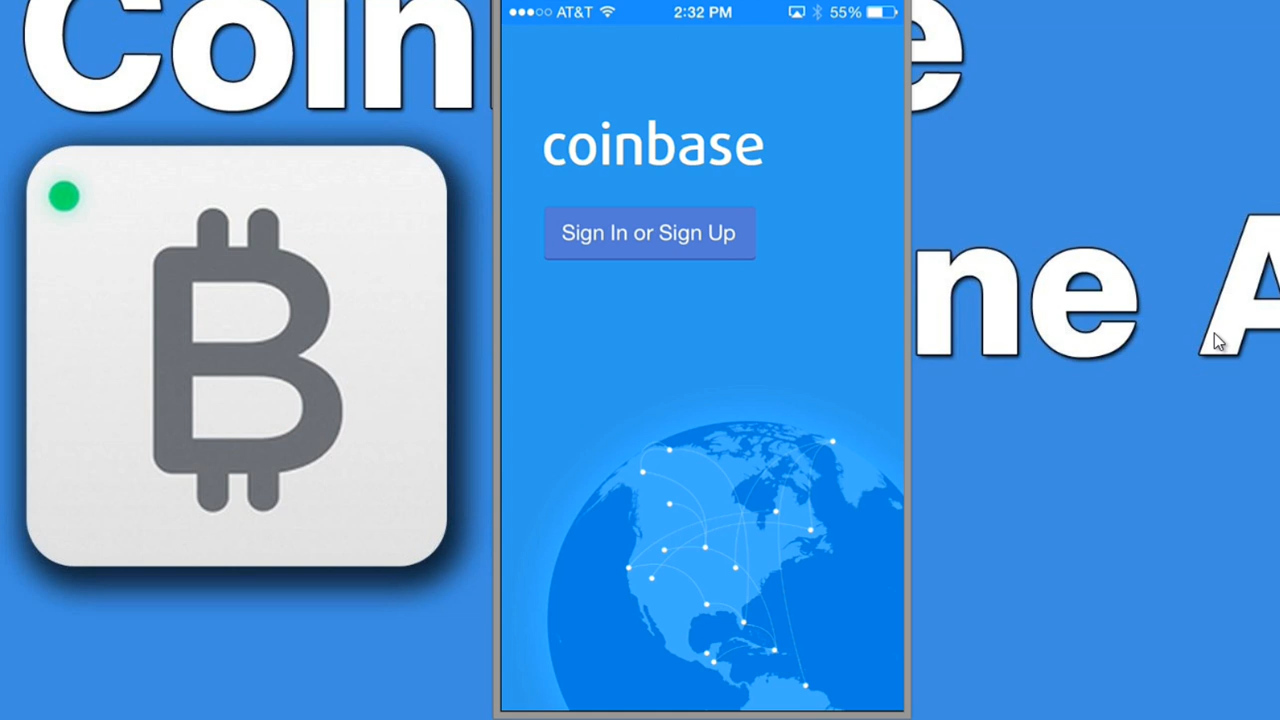 Coin
e
ne A
AT&T 2:32 PM 55%
coinbase
Sign In or Sign Up